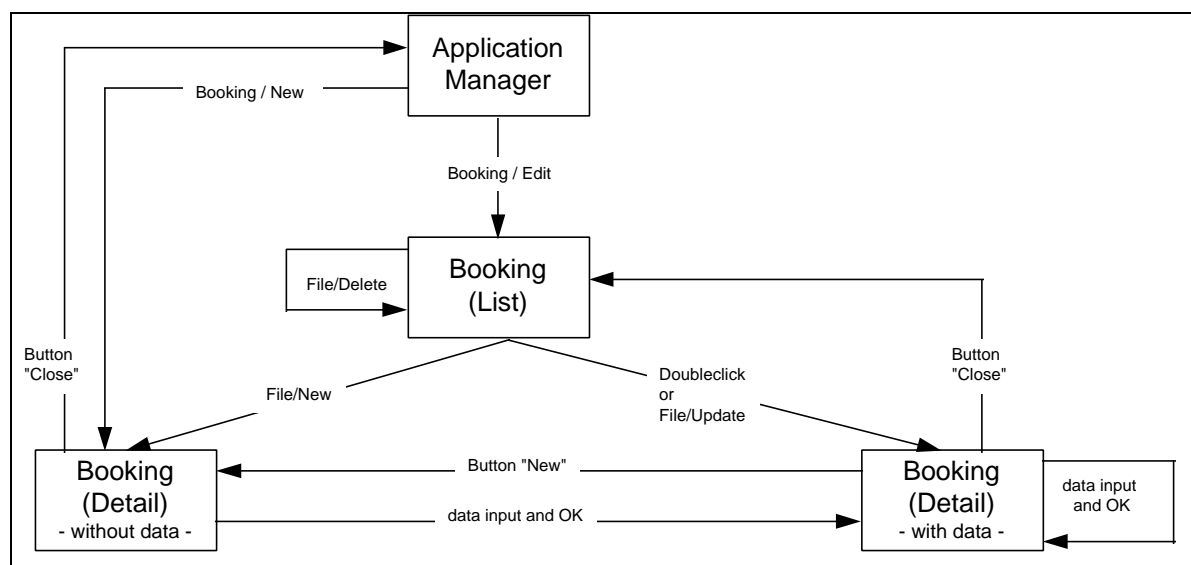 Application
Manager
Booking / New
Booking / Edit
Booking
(List)
File/Delete
Button
"Close"
File/New
Doubleclick
or
File/Update
Button
"Close"
Booking
(Detail)
- without data -
Button "New"
data input and OK
Booking
(Detail)
- with data -
data input
and OK